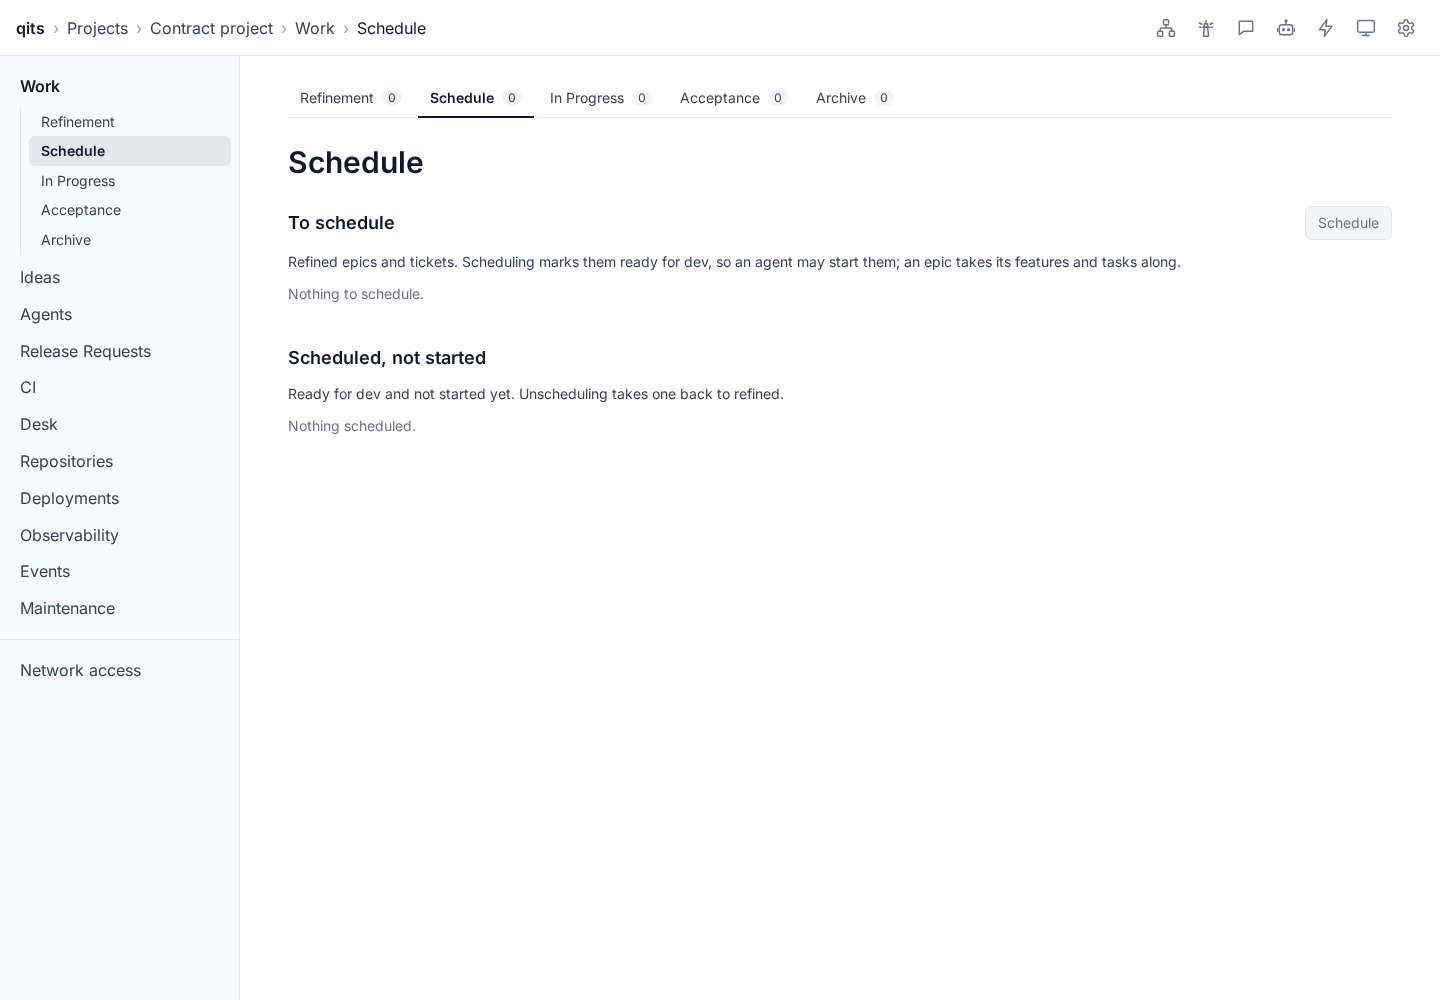 qits › Projects › Contract project › Work › Schedule
Work
Refinement
Schedule
In Progress
Acceptance
Archive
Ideas
Agents
Release Requests
CI
Desk
Repositories
Deployments
Observability
Events
Maintenance
Network access
Refinement 0 Schedule 0 In Progress 0 Acceptance 0 Archive 0
Schedule
To schedule
Schedule
Refined epics and tickets. Scheduling marks them ready for dev, so an agent may start them; an epic takes its features and tasks along.
Nothing to schedule.
Scheduled, not started
Ready for dev and not started yet. Unscheduling takes one back to refined.
Nothing scheduled.